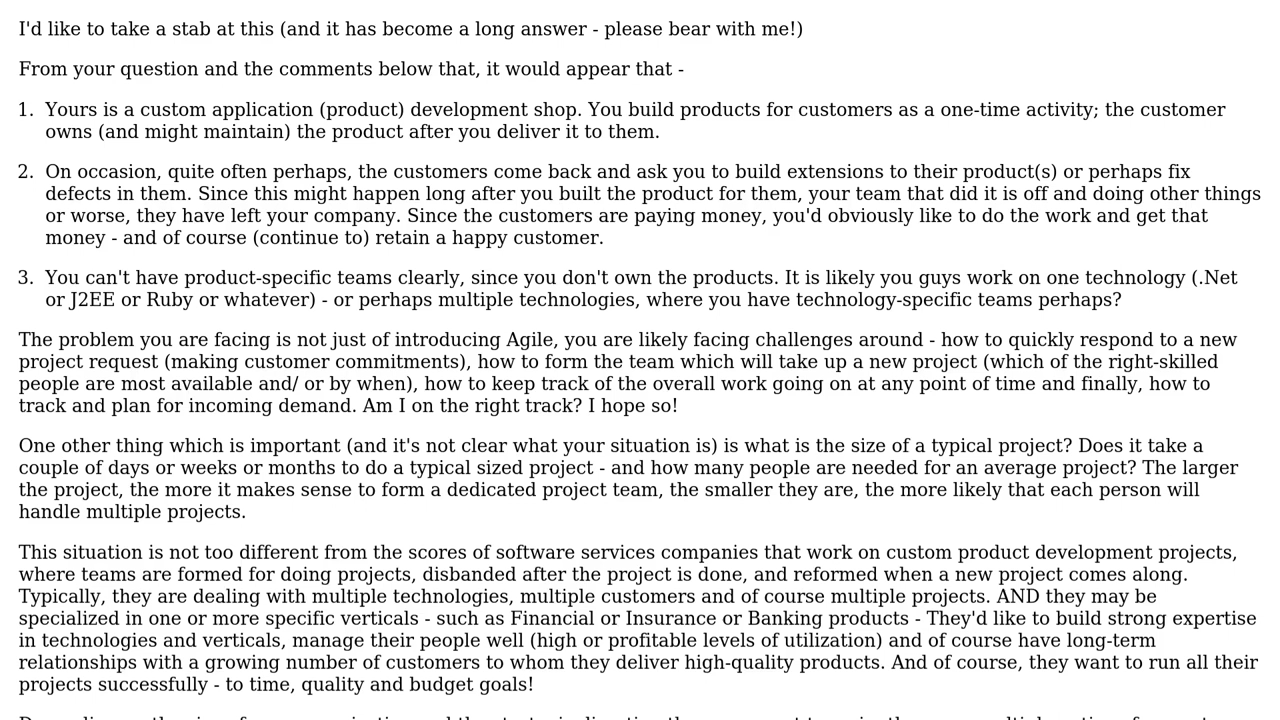 I'd like to take a stab at this (and it has become a long answer - please bear with me!)
From your question and the comments below that, it would appear that -
1. Yours is a custom application (product) development shop. You build products for customers as a one-time activity; the customer
owns (and might maintain) the product after you deliver it to them.
2. On occasion, quite often perhaps, the customers come back and ask you to build extensions to their product(s) or perhaps fix
defects in them. Since this might happen long after you built the product for them, your team that did it is off and doing other things
or worse, they have left your company. Since the customers are paying money, you'd obviously like to do the work and get that
money - and of course (continue to) retain a happy customer.
3. You can't have product-specific teams clearly, since you don't own the products. It is likely you guys work on one technology (.Net
or J2EE or Ruby or whatever) - or perhaps multiple technologies, where you have technology-specific teams perhaps?
The problem you are facing is not just of introducing Agile, you are likely facing challenges around - how to quickly respond to a new
project request (making customer commitments), how to form the team which will take up a new project (which of the right-skilled
people are most available and/ or by when), how to keep track of the overall work going on at any point of time and finally, how to
track and plan for incoming demand. Am I on the right track? I hope so!
One other thing which is important (and it's not clear what your situation is) is what is the size of a typical project? Does it take a
couple of days or weeks or months to do a typical sized project - and how many people are needed for an average project? The larger
the project, the more it makes sense to form a dedicated project team, the smaller they are, the more likely that each person will
handle multiple projects.
This situation is not too different from the scores of software services companies that work on custom product development projects,
where teams are formed for doing projects, disbanded after the project is done, and reformed when a new project comes along.
Typically, they are dealing with multiple technologies, multiple customers and of course multiple projects. AND they may be
specialized in one or more specific verticals - such as Financial or Insurance or Banking products - They'd like to build strong expertise
in technologies and verticals, manage their people well (high or profitable levels of utilization) and of course have long-term
relationships with a growing number of customers to whom they deliver high-quality products. And of course, they want to run all their
projects successfully - to time, quality and budget goals!